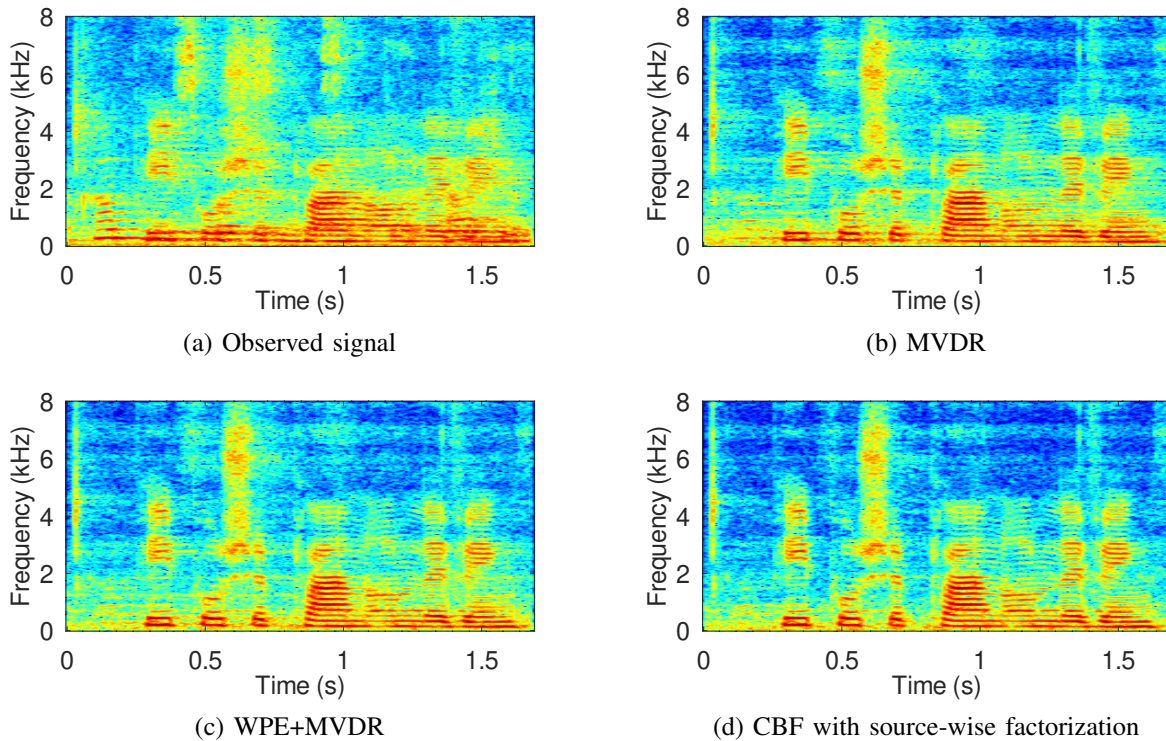 8
6
4
2
0
Frequency (kHz)
0 0.5 1 1.5
Time (s)
(a) Observed signal
8
6
4
2
0
Frequency (kHz)
0 0.5 1 1.5
Time (s)
(b) MVDR
8
6
4
2
0
Frequency (kHz)
0 0.5 1 1.5
Time (s)
(c) WPE+MVDR
8
6
4
2
0
Frequency (kHz)
0 0.5 1 1.5
Time (s)
(d) CBF with source-wise factorization